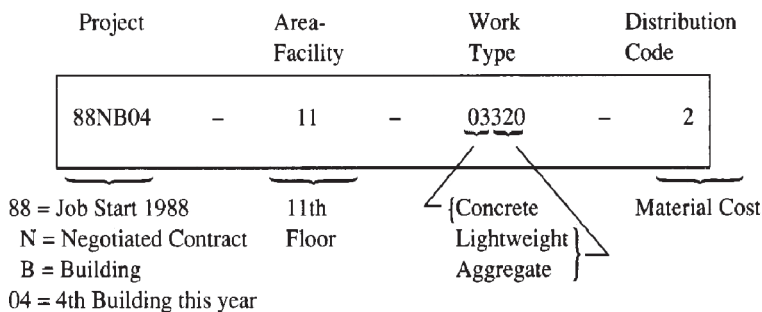 Project Area- Work Distribution
Facility Type Code
88NB04 – 11 – 03320 – 2
88 = Job Start 1988 11th {Concrete Material Cost
N = Negotiated Contract Floor Lightweight}
B = Building Aggregate
04 = 4th Building this year